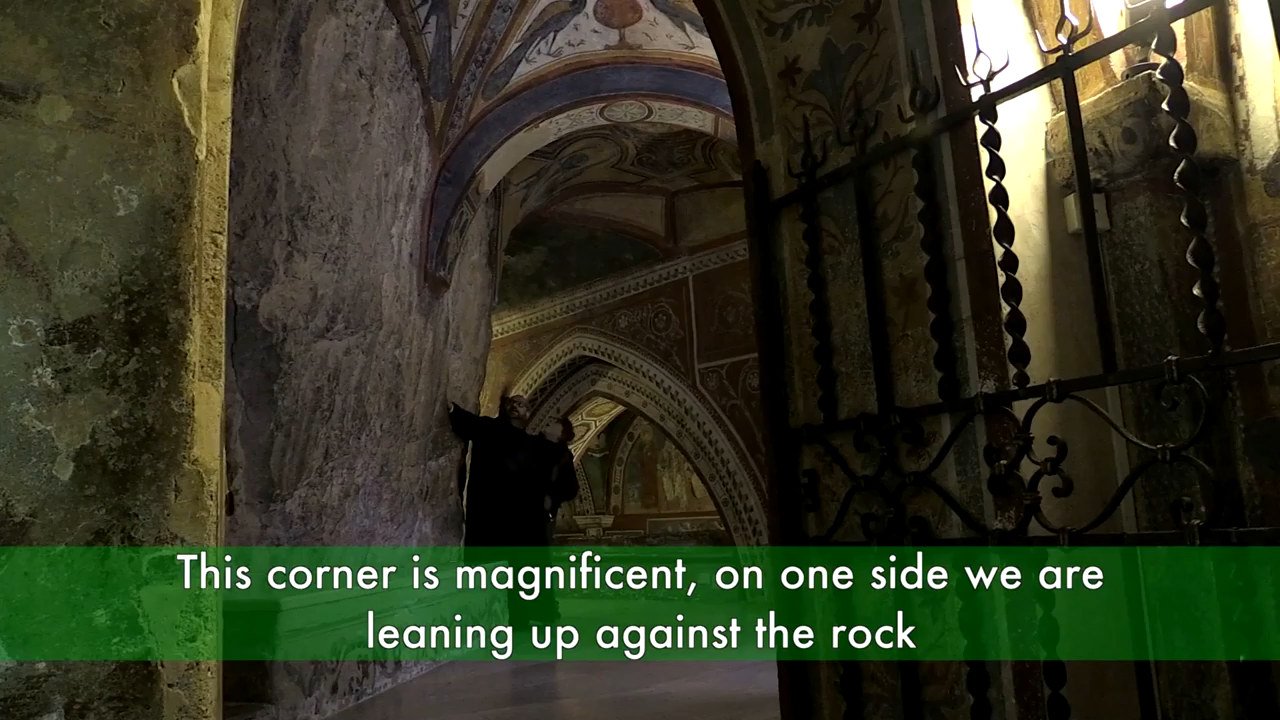 This corner is magnificent, on one side we are
leaning up against the rock